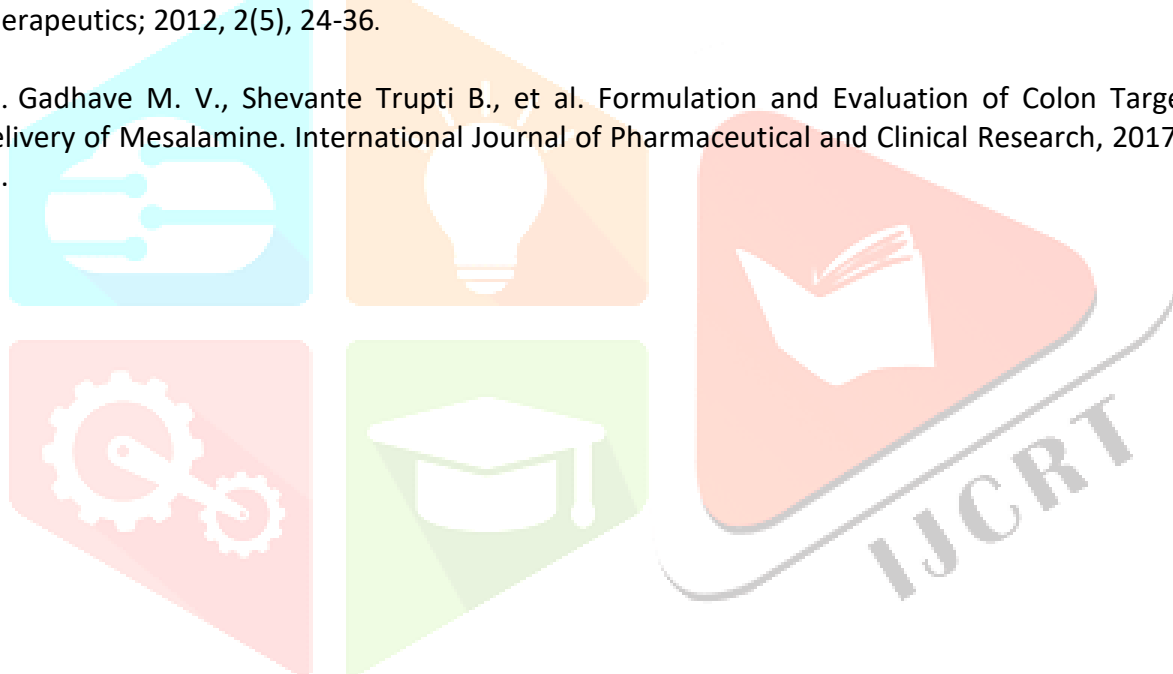 erapeutics; 2012, 2(5), 24-36.
. Gadhave M. V., Shevante Trupti B., et al. Formulation and Evaluation of Colon Targe
elivery of Mesalamine. International Journal of Pharmaceutical and Clinical Research, 2017
.
IJCRT